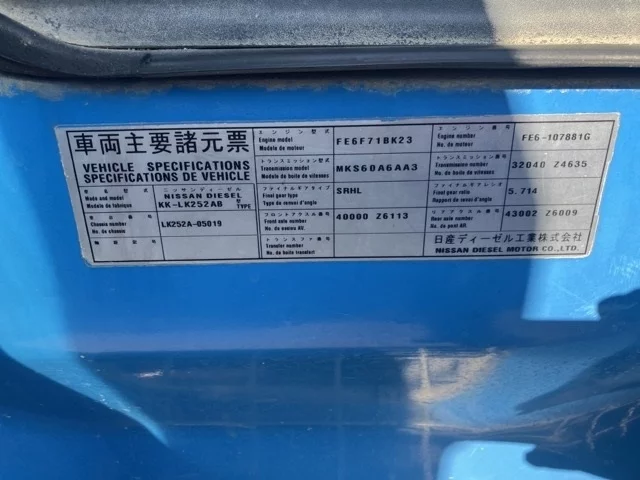 車両主要諸元票
VEHICLE SPECIFICATIONS
SPECIFICATIONS DE VEHICLE
車名型式
Make and model
Modele de fabrique
ニッサンディーゼル
NISSAN DIESEL
KK-LK252AB 型 TYPE
Chassis number
No. de chassis
LK252A-05019
エンジン型式
Engine model
Modele de moteur
FE6F71BK23
エンジン番号
Engine number
No. de moteur
FE6-107881G
トランスミッション型式
Transmission model
Modele de boite de vitesses
MKS60A6AA3
トランスミッション番号
Transmission number
No. de boite de vitesses
32040 Z4635
ファイナルギアタイプ
Final gear type
Type de renvoi d'angle
SRHL
ファイナルギアレシオ
Final gear ratio
Rapport de renvoi d'angle
5.714
フロントアクスル番号
Front axle number
No. de essieu AV.
40000 Z6113
リアアクスル番号
Rear axle number
No. de pont AR.
43002 Z6009
トランスファ番号
Transfer number
No. de boite transfert
日産ディーゼル工業株式会社
NISSAN DIESEL MOTOR CO.,LTD.